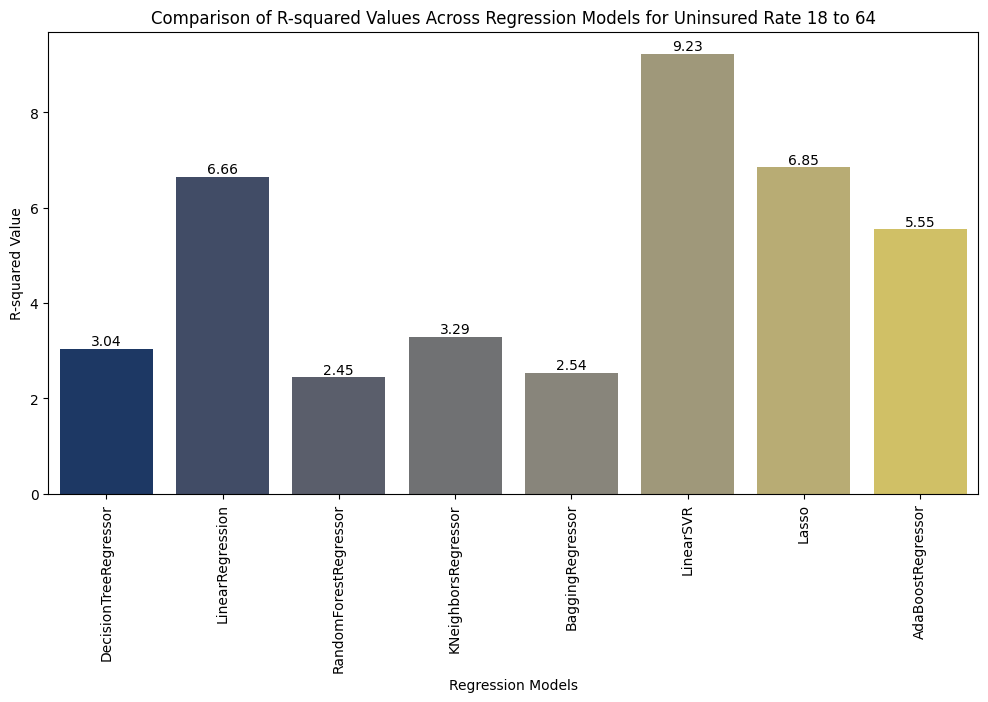 Comparison of R-squared Values Across Regression Models for Uninsured Rate 18 to 64
R-squared Value
8
6
4
2
0
3.04
6.66
2.45
3.29
2.54
9.23
6.85
5.55
DecisionTreeRegressor
LinearRegression
RandomForestRegressor
KNeighborsRegressor
BaggingRegressor
LinearSVR
Lasso
AdaBoostRegressor
Regression Models